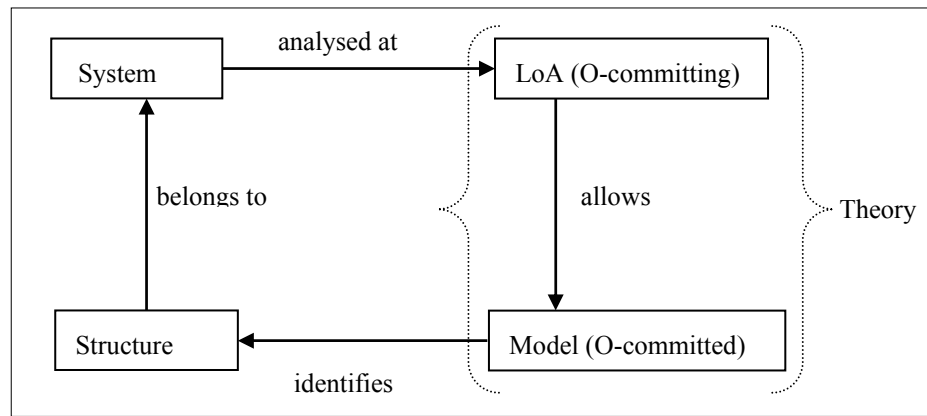 analysed at
System
LoA (O-committing)
belongs to
allows
Theory
Structure
Model (O-committed)
identifies